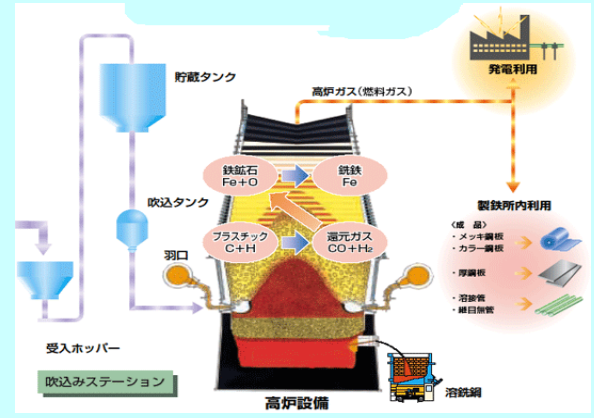 発電利用
高炉ガス(燃料ガス)
貯蔵タンク
鉄鉱石
Fe+O
銑鉄
Fe
吹込タンク
プラスチック
C+H
還元ガス
CO+H₂
羽口
製鉄所内利用
〈成 品〉
・メッキ鋼板
・カラー鋼板
・厚鋼板
・溶接管
・継目無管
受入ホッパー
吹込みステーション
高炉設備
溶銑鍋